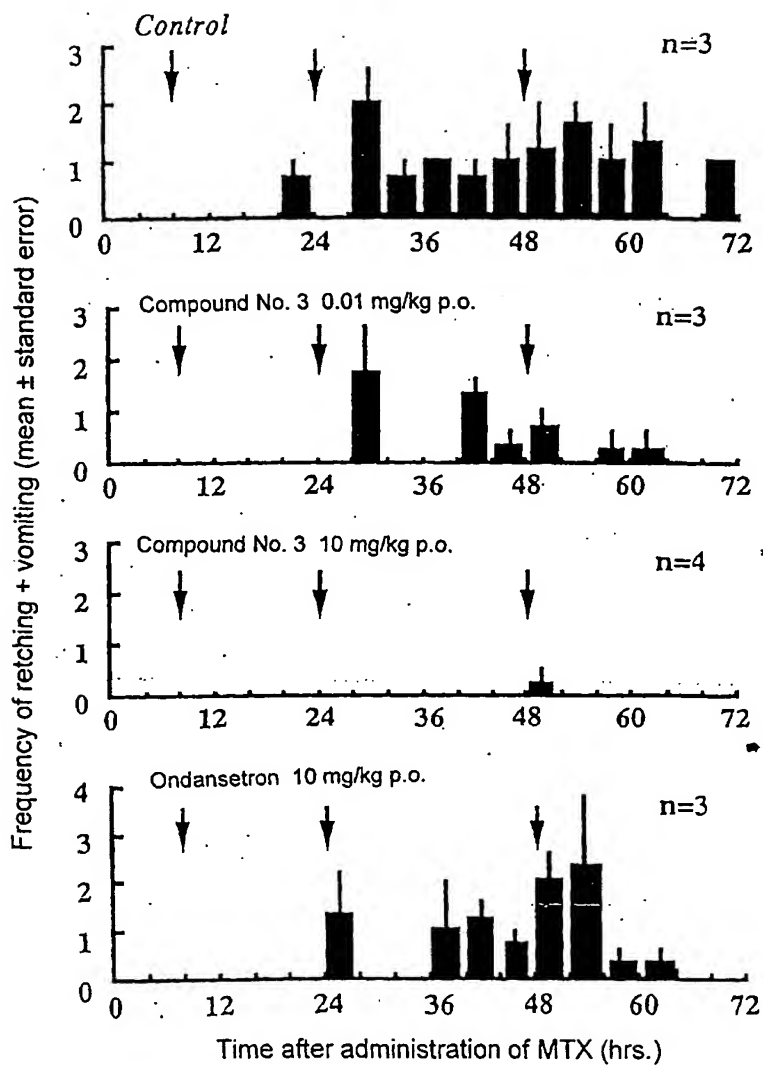 Control
n=3
3
2
1
0
0 12 24 36 48 60 72
Compound No. 3 0.01 mg/kg p.o.
n=3
3
2
1
0
0 12 24 36 48 60 72
Compound No. 3 10 mg/kg p.o.
n=4
3
2
1
0
0 12 24 36 48 60 72
Ondansetron 10 mg/kg p.o.
n=3
4
3
2
1
0
0 12 24 36 48 60 72
Frequency of retching + vomiting (mean ± standard error)
Time after administration of MTX (hrs.)